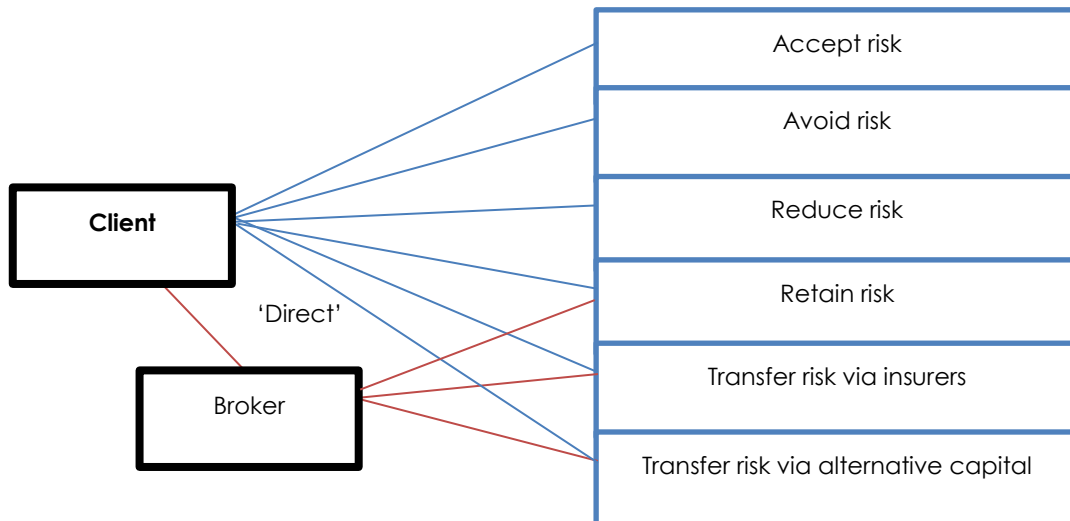 Accept risk
Avoid risk
Client
Reduce risk
Retain risk
‘Direct’
Transfer risk via insurers
Broker
Transfer risk via alternative capital